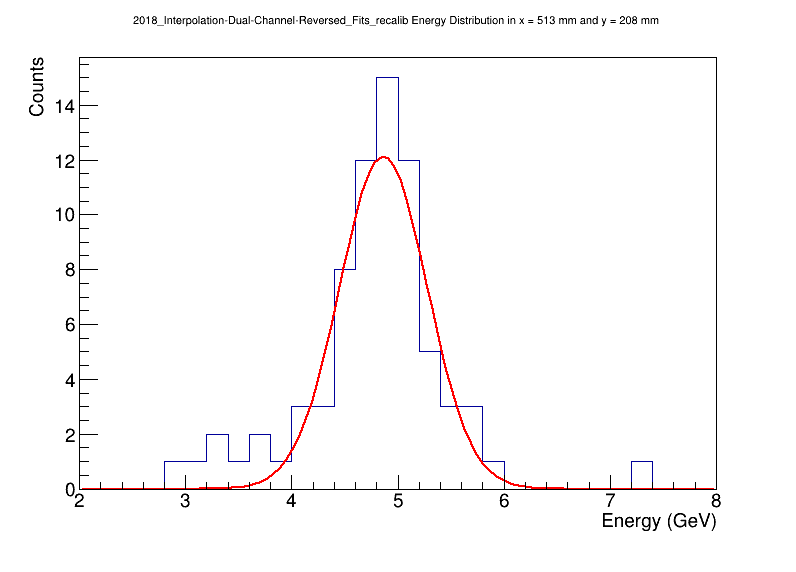 2018_Interpolation-Dual-Channel-Reversed_Fits_recalib Energy Distribution in x = 513 mm and y = 208 mm
Counts
14
12
10
8
6
4
2
0
2 3 4 5 6 7 8
Energy (GeV)